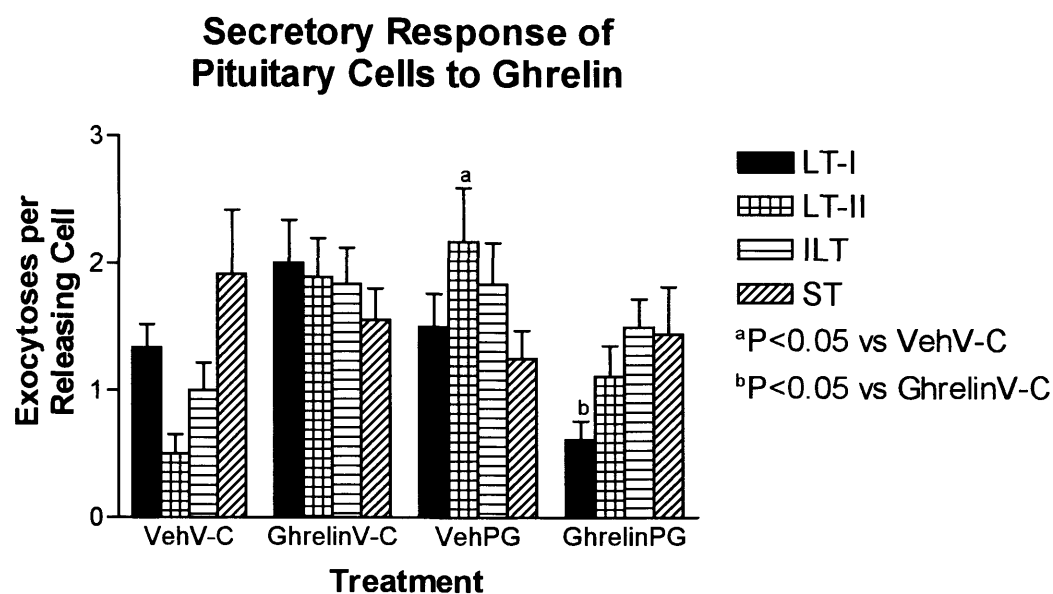 Secretory Response of
Pituitary Cells to Ghrelin
Exocytoses per
Releasing Cell
3
2
1
0
a
b
VehV-C GhrelinV-C VehPG GhrelinPG
Treatment
LT-I
LT-II
ILT
ST
ᵃP<0.05 vs VehV-C
ᵇP<0.05 vs GhrelinV-C